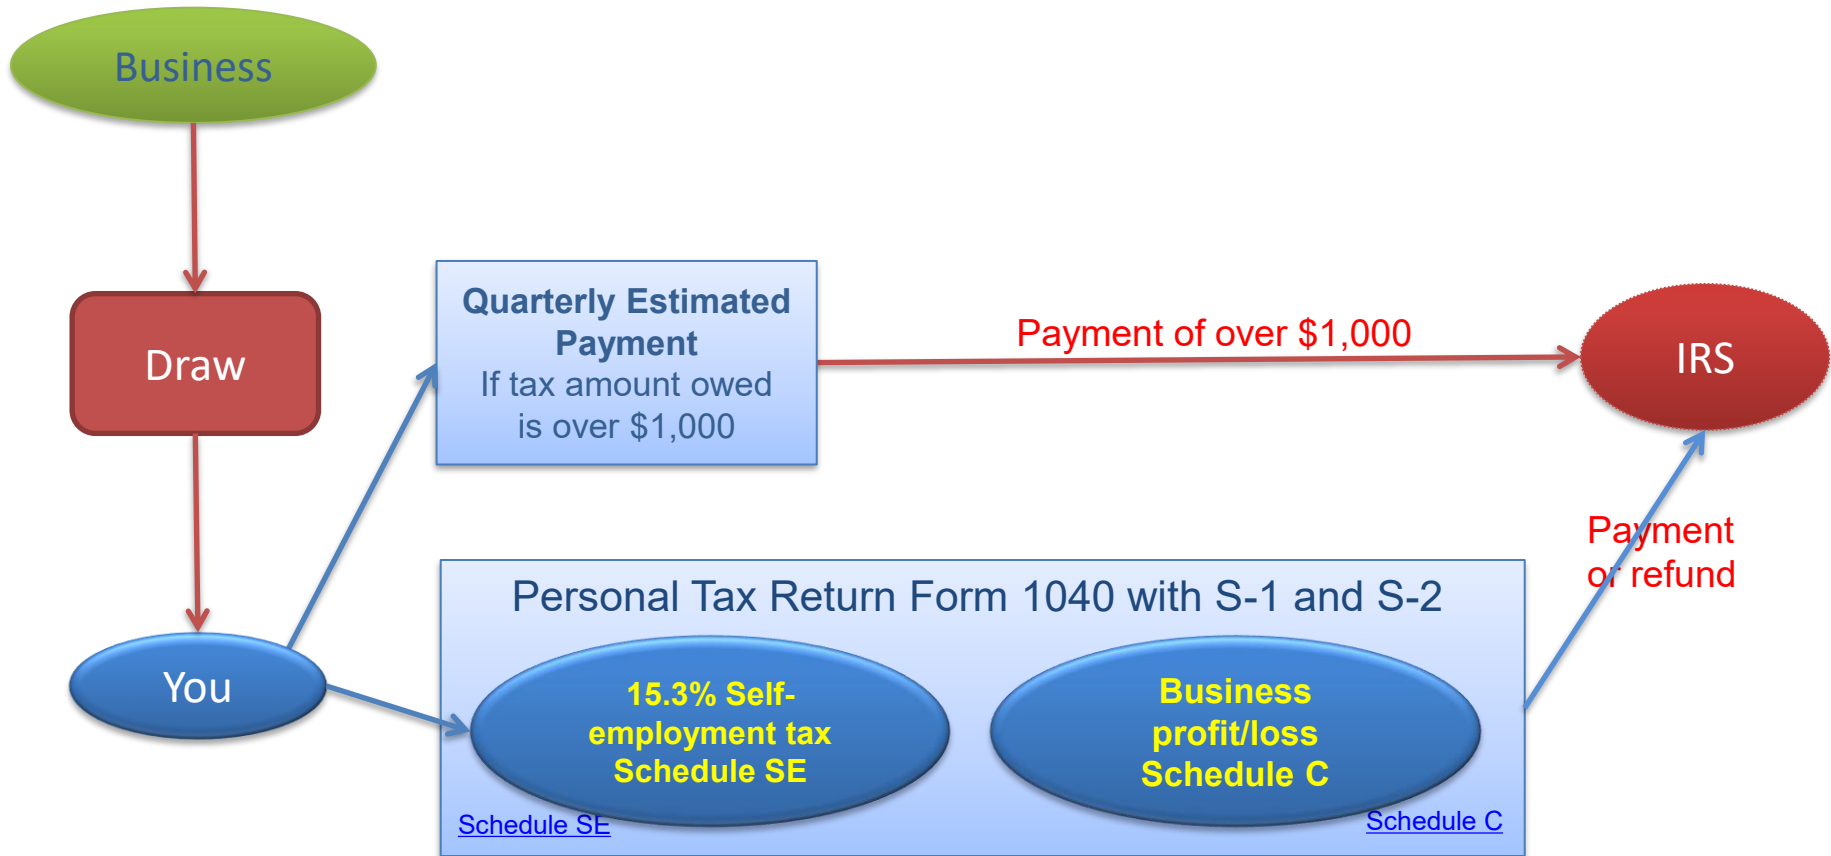 Business
Draw
You
Quarterly Estimated
Payment
If tax amount owed
is over $1,000
Payment of over $1,000
IRS
Payment
or refund
Personal Tax Return Form 1040 with S-1 and S-2
15.3% Self-
employment tax
Schedule SE
Business
profit/loss
Schedule C
Schedule SE
Schedule C